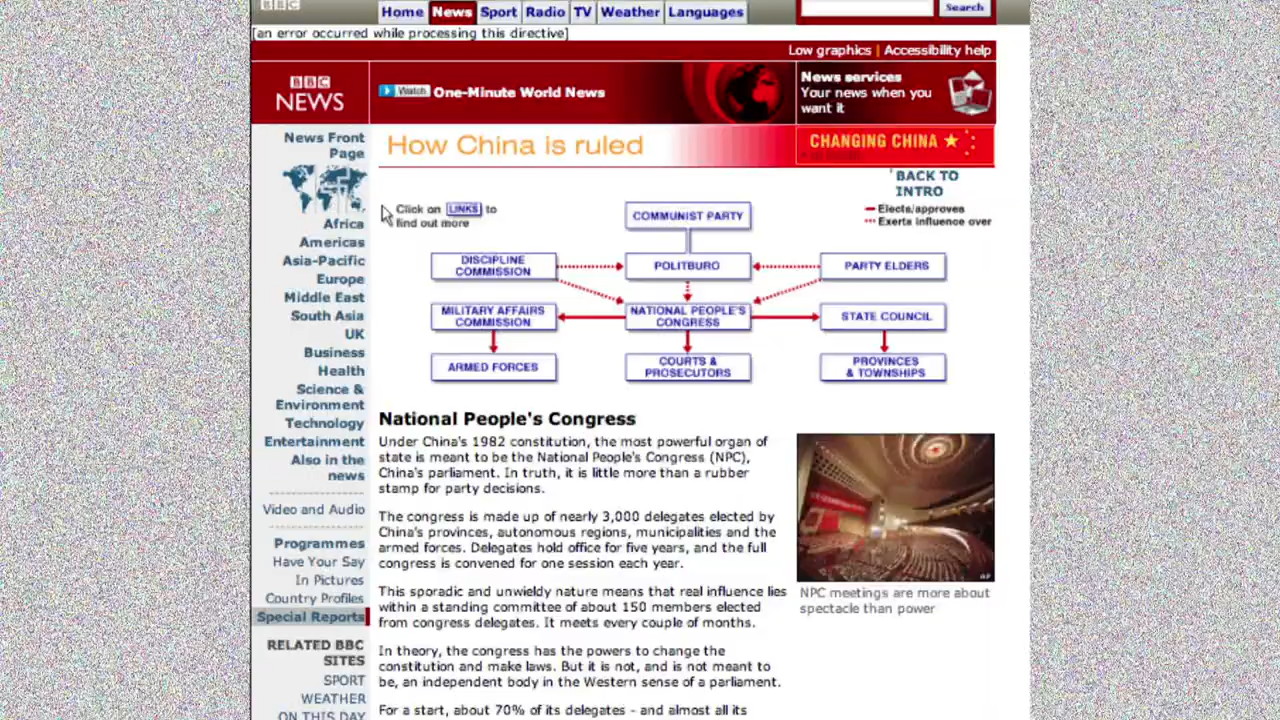 BBC
Home News Sport Radio TV Weather Languages
Search
[an error occurred while processing this directive]
Low graphics | Accessibility help
BBC NEWS
Watch One-Minute World News
News services
Your news when you want it
How China is ruled
CHANGING CHINA
BACK TO INTRO
Click on LINKS to find out more
Elects/approves
Exerts influence over
COMMUNIST PARTY
DISCIPLINE COMMISSION
POLITBURO
PARTY ELDERS
MILITARY AFFAIRS COMMISSION
NATIONAL PEOPLE'S CONGRESS
STATE COUNCIL
ARMED FORCES
COURTS & PROSECUTORS
PROVINCES & TOWNSHIPS
News Front Page
Africa
Americas
Asia-Pacific
Europe
Middle East
South Asia
UK
Business
Health
Science & Environment
Technology
Entertainment
Also in the news
Video and Audio
Programmes
Have Your Say
In Pictures
Country Profiles
Special Reports
RELATED BBC SITES
SPORT
WEATHER
ON THIS DAY
National People's Congress
Under China's 1982 constitution, the most powerful organ of
state is meant to be the National People's Congress (NPC),
China's parliament. In truth, it is little more than a rubber
stamp for party decisions.
The congress is made up of nearly 3,000 delegates elected by
China's provinces, autonomous regions, municipalities and the
armed forces. Delegates hold office for five years, and the full
congress is convened for one session each year.
This sporadic and unwieldy nature means that real influence lies
within a standing committee of about 150 members elected
from congress delegates. It meets every couple of months.
In theory, the congress has the powers to change the
constitution and make laws. But it is not, and is not meant to
be, an independent body in the Western sense of a parliament.
For a start, about 70% of its delegates - and almost all its
AP
NPC meetings are more about
spectacle than power